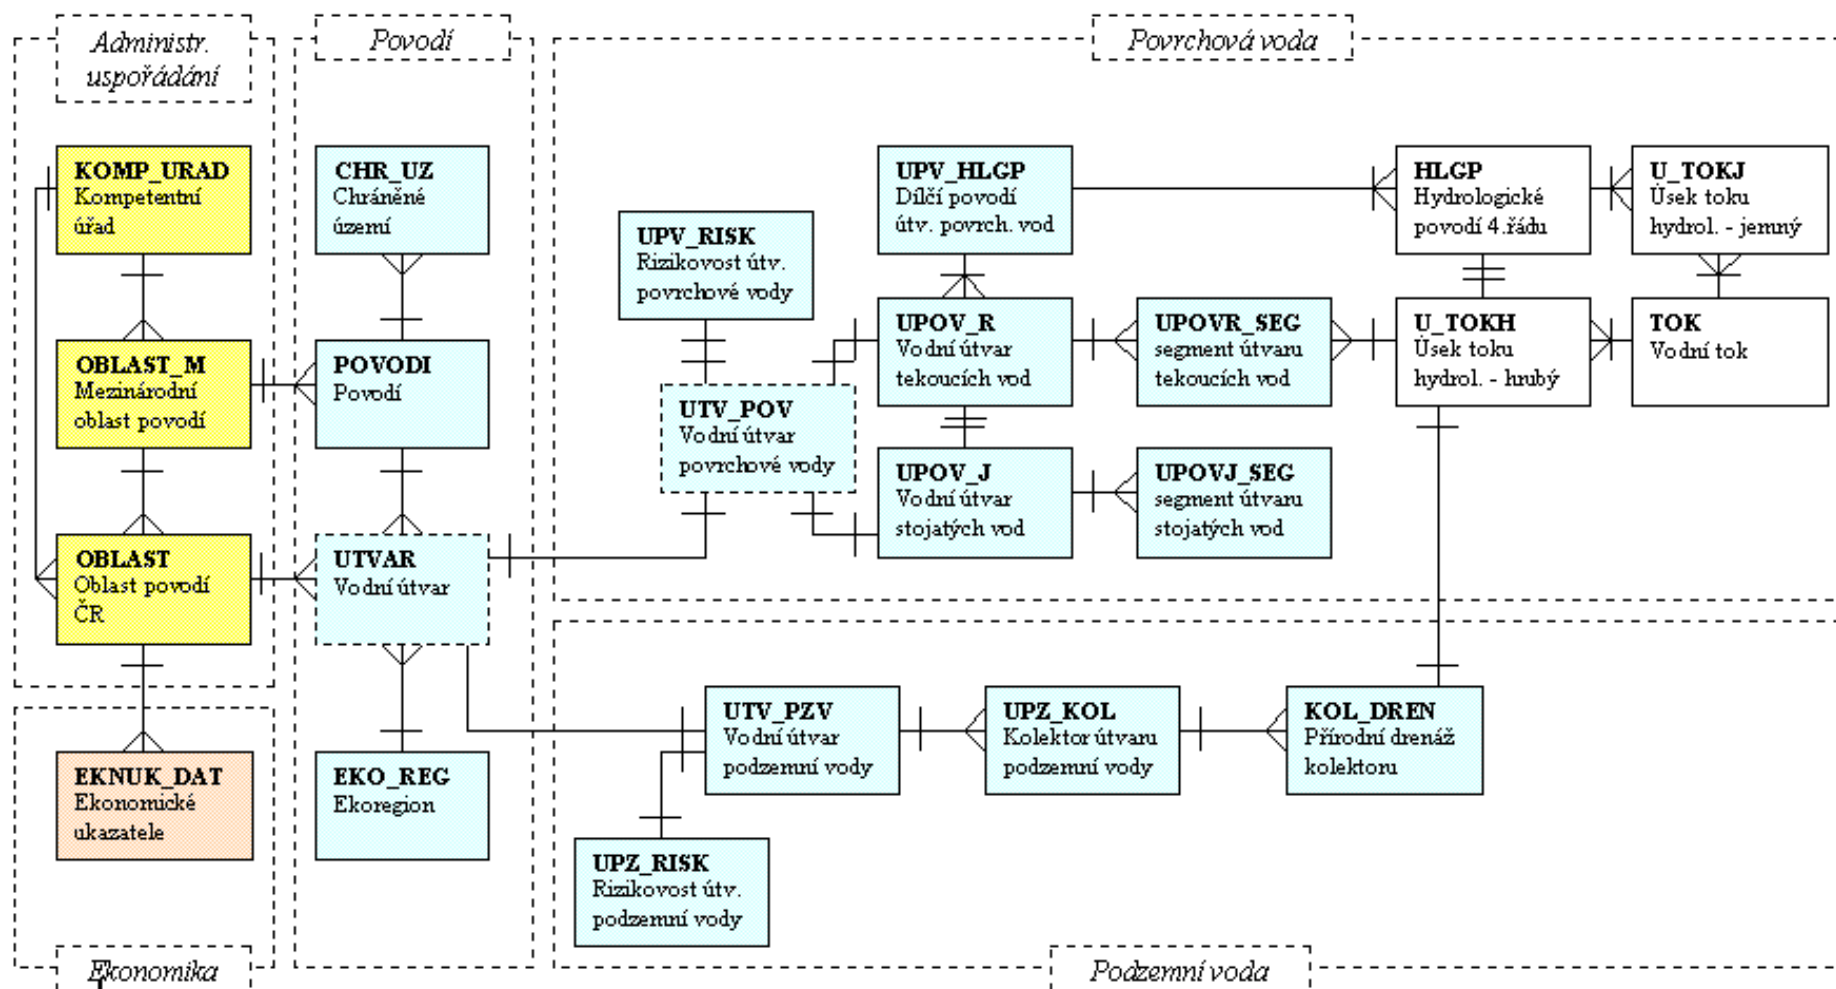 Administr.
uspořádání
Povodí
Povrchová voda
KOMP_URAD
Kompetentní
úřad
OBLAST_M
Mezinárodní
oblast povodí
OBLAST
Oblast povodí
ČR
EKNUK_DAT
Ekonomické
ukazatele
Ekonomika
CHR_UZ
Chráněné
území
POVODI
Povodí
UTVAR
Vodní útvar
EKO_REG
Ekoregion
UPV_RISK
Rizikovost útv.
povrchové vody
UTV_POV
Vodní útvar
povrchové vody
UPV_HLGP
Dílčí povodí
útv. povrch. vod
UPOV_R
Vodní útvar
tekoucích vod
UPOV_J
Vodní útvar
stojatých vod
UPOVR_SEG
segment útvaru
tekoucích vod
UPOVJ_SEG
segment útvaru
stojatých vod
HLGP
Hydrologické
povodí 4.řádu
U_TOKJ
Úsek toku
hydrol. - jemný
U_TOKH
Úsek toku
hydrol. - hrubý
TOK
Vodní tok
UTV_PZV
Vodní útvar
podzemní vody
UPZ_KOL
Kolektor útvaru
podzemní vody
KOL_DREN
Přírodní drenáž
kolektoru
UPZ_RISK
Rizikovost útv.
podzemní vody
Podzemní voda